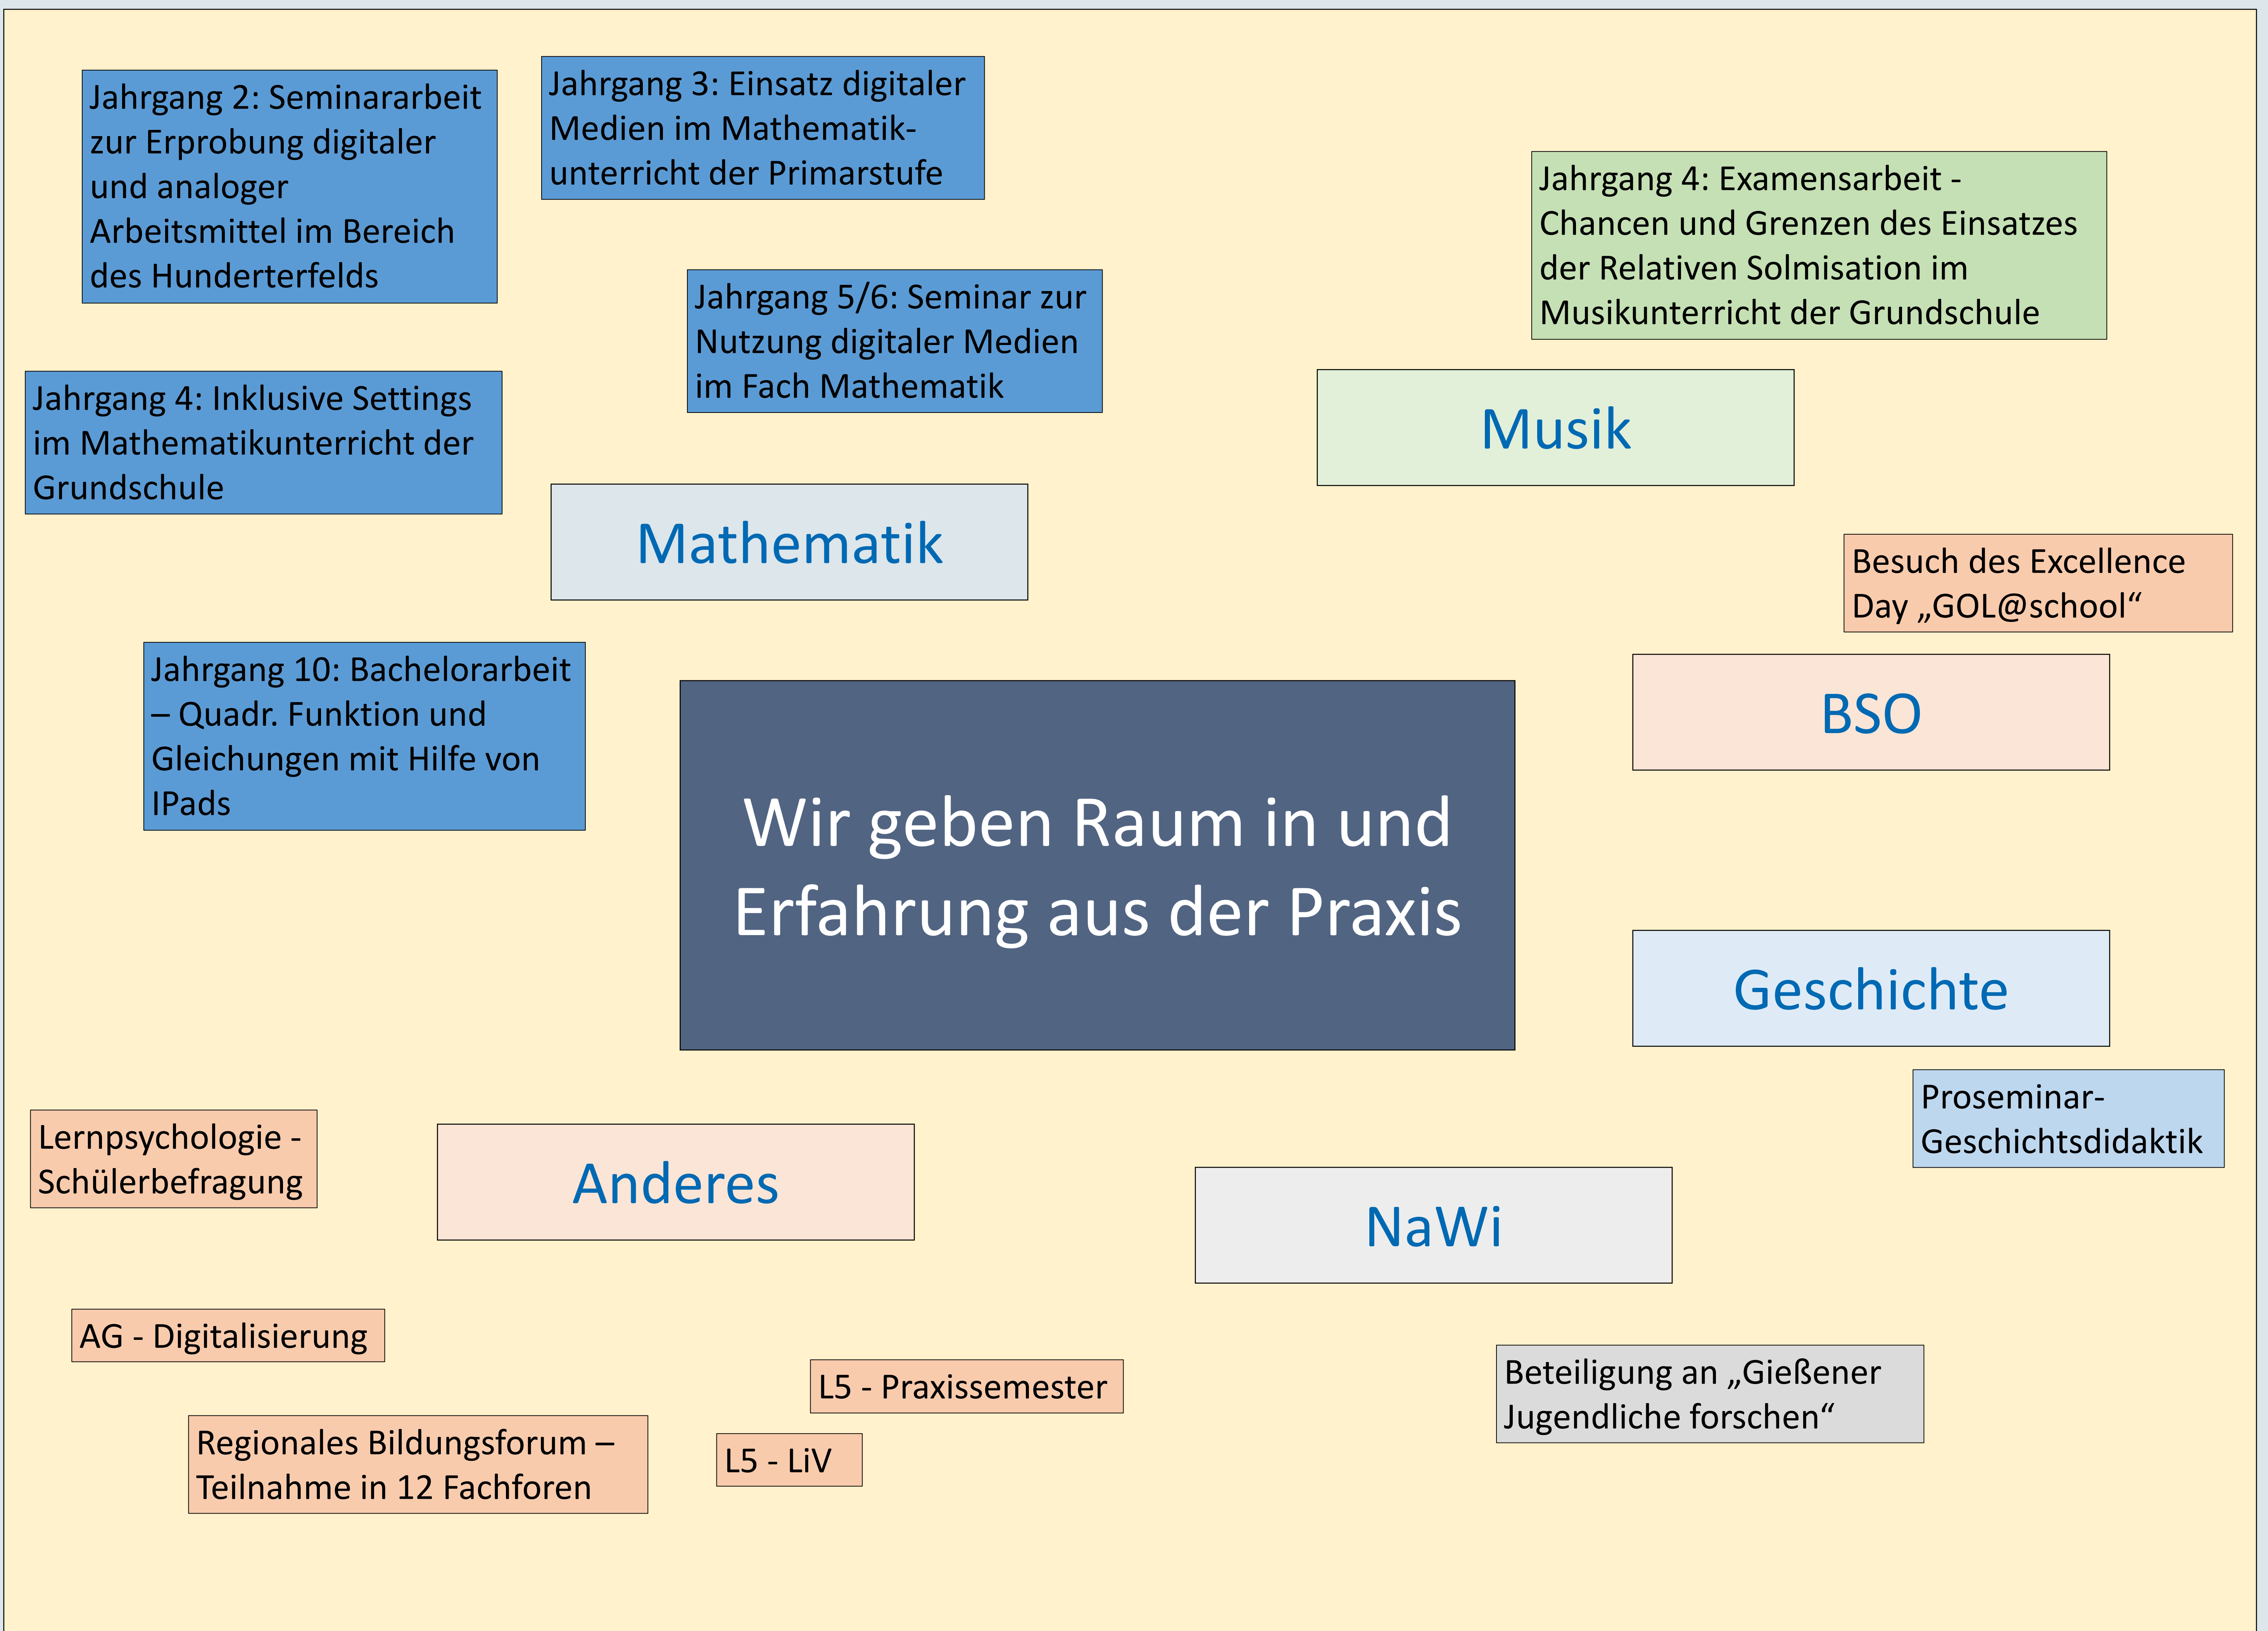 Jahrgang 2: Seminararbeit
zur Erprobung digitaler
und analoger
Arbeitsmittel im Bereich
des Hunderterfelds
Jahrgang 3: Einsatz digitaler
Medien im Mathematik-
unterricht der Primarstufe
Jahrgang 5/6: Seminar zur
Nutzung digitaler Medien
im Fach Mathematik
Jahrgang 4: Inklusive Settings
im Mathematikunterricht der
Grundschule
Mathematik
Jahrgang 10: Bachelorarbeit
– Quadr. Funktion und
Gleichungen mit Hilfe von
IPads
Jahrgang 4: Examensarbeit -
Chancen und Grenzen des Einsatzes
der Relativen Solmisation im
Musikunterricht der Grundschule
Musik
Besuch des Excellence
Day „GOL@school“
BSO
Wir geben Raum in und
Erfahrung aus der Praxis
Geschichte
Proseminar-
Geschichtsdidaktik
Lernpsychologie -
Schülerbefragung
Anderes
NaWi
AG - Digitalisierung
L5 - Praxissemester
Regionales Bildungsforum –
Teilnahme in 12 Fachforen
L5 - LiV
Beteiligung an „Gießener
Jugendliche forschen“